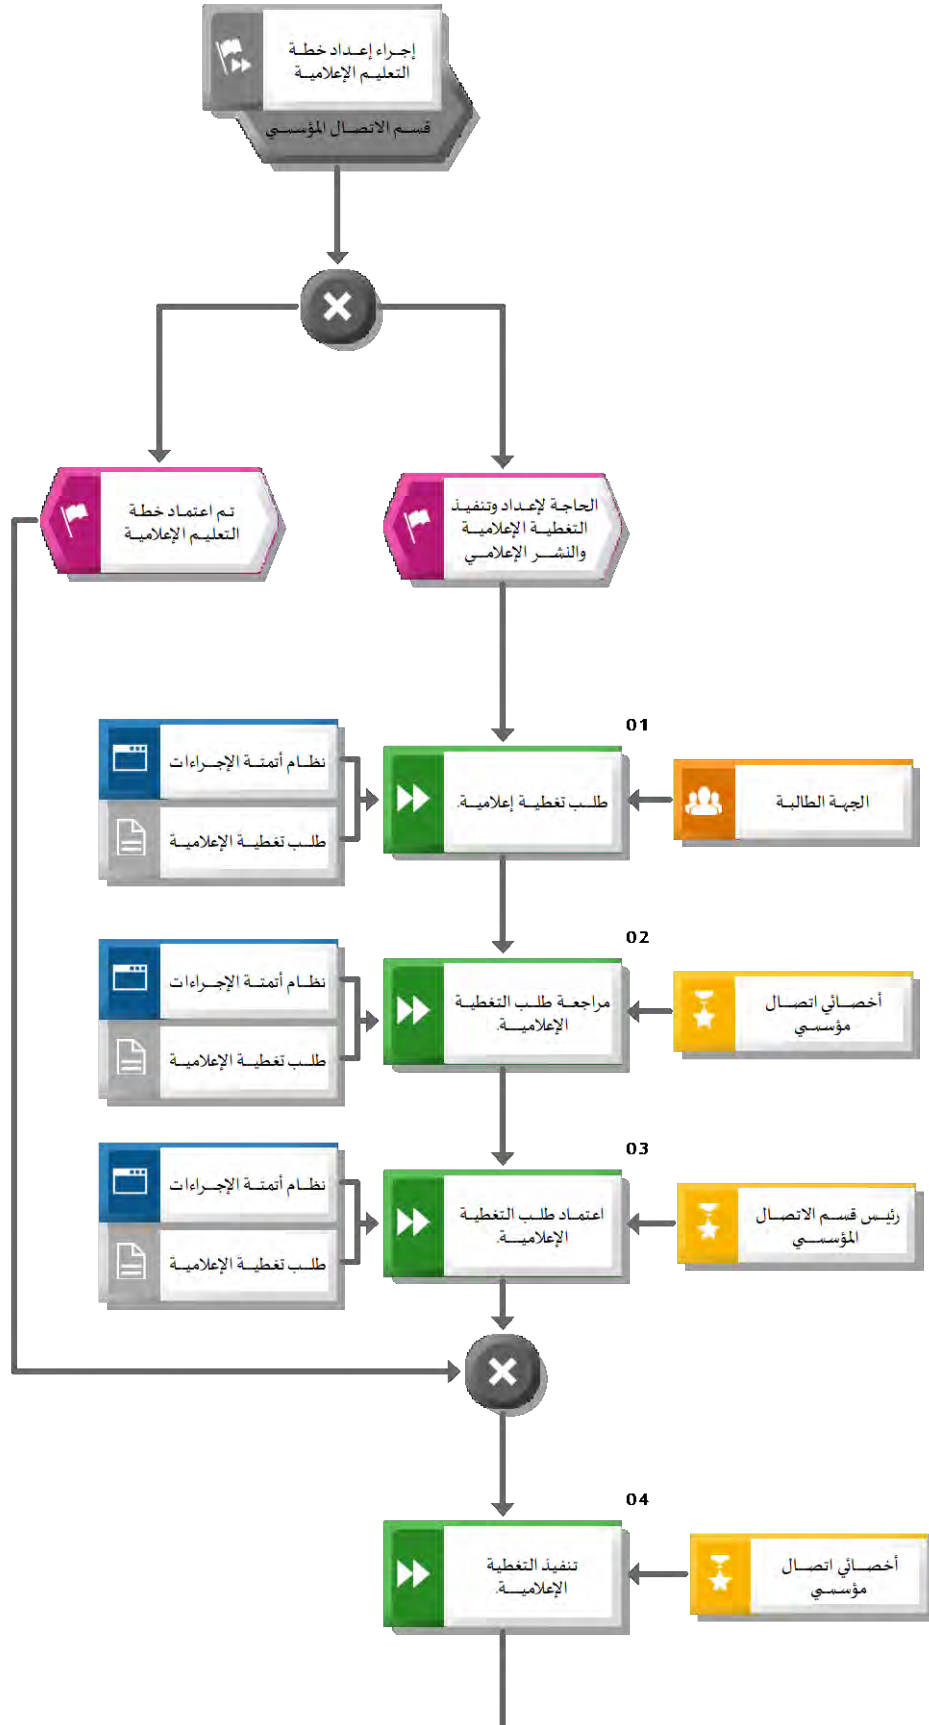 إجراء إعداد خطة
التعليم الإعلامية
قسم الاتصال المؤسسي
الحاجة لإعداد وتنفيذ
التغطية الإعلامية
والنشر الإعلامي
تم اعتماد خطة
التعليم الإعلامية
01
الجهة الطالبة
طلب تغطية إعلامية.
نظام أتمتة الإجراءات
طلب تغطية الإعلامية
02
أخصائي اتصال
مؤسسي
مراجعة طلب التغطية
الإعلامية.
نظام أتمتة الإجراءات
طلب تغطية الإعلامية
03
رئيس قسم الاتصال
المؤسسي
اعتماد طلب التغطية
الإعلامية.
نظام أتمتة الإجراءات
طلب تغطية الإعلامية
04
أخصائي اتصال
مؤسسي
تنفيذ التغطية
الإعلامية.